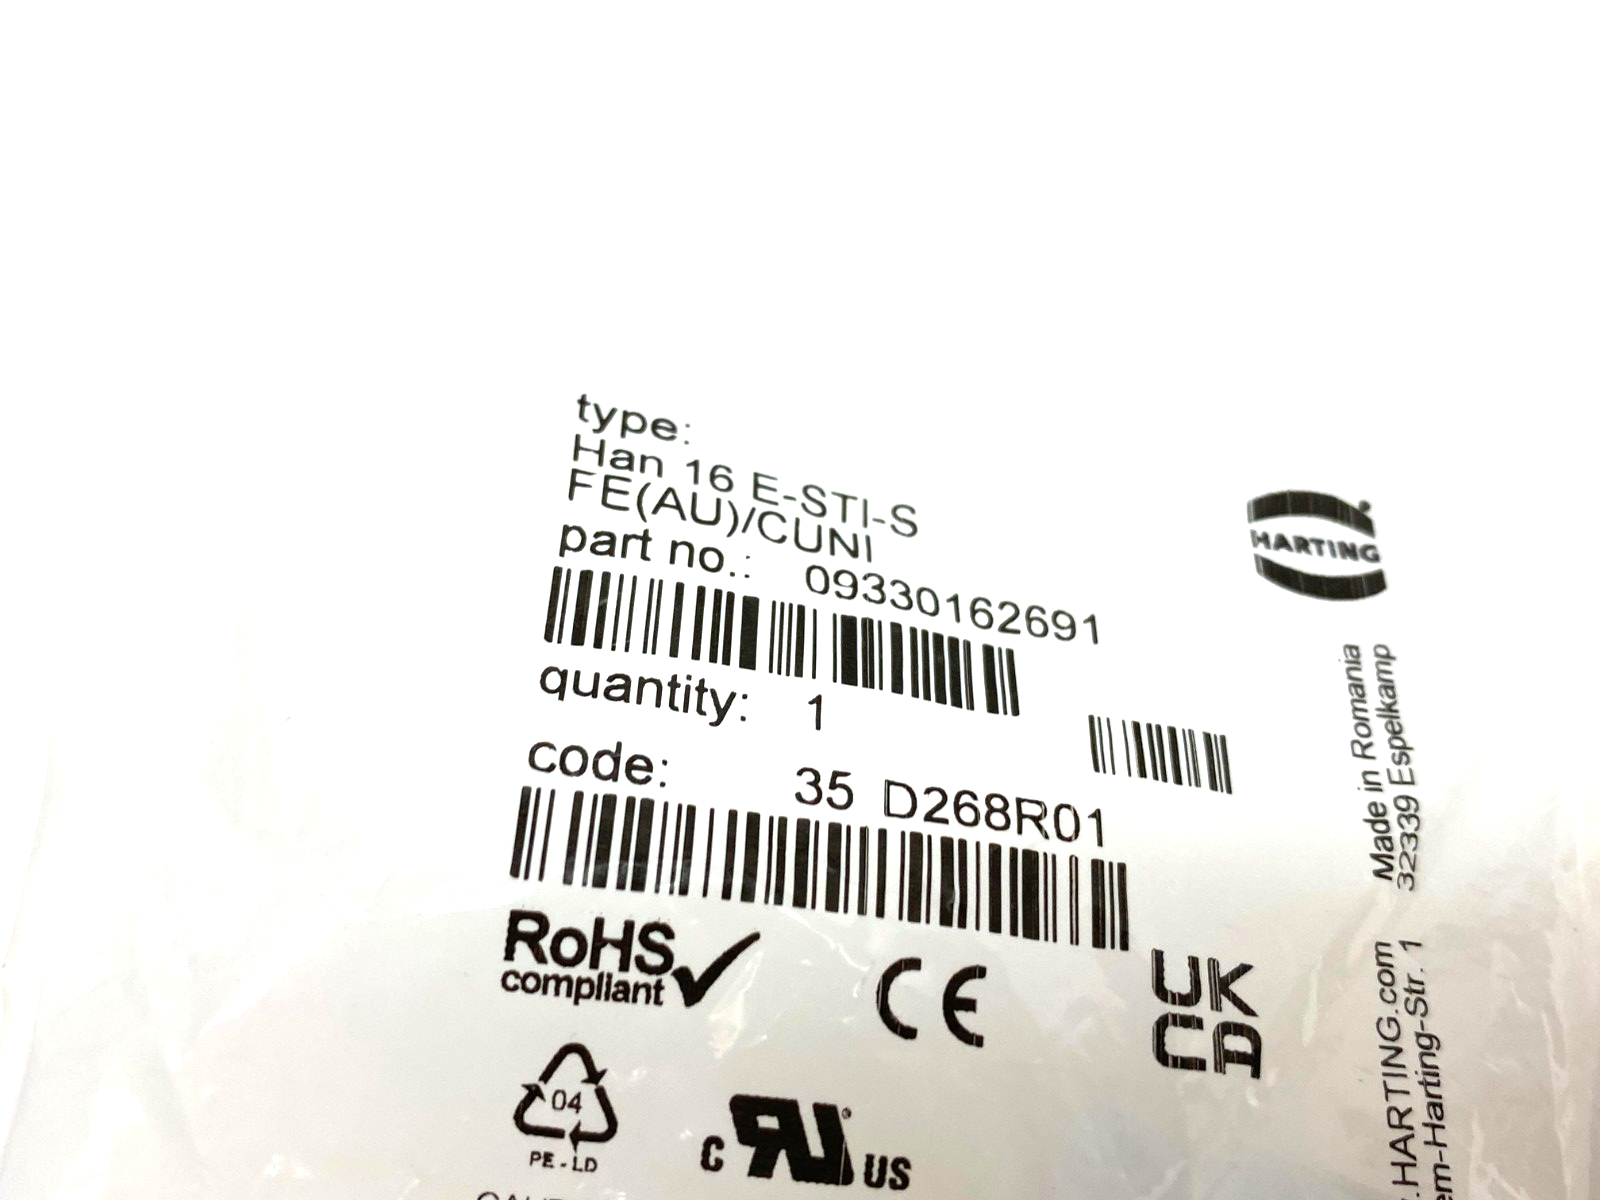 type:
Han 16 E-STI-S
FE(AU)/CUNI
part no.: 09330162691
quantity: 1
code: 35 D268R01
RoHS
compliant
CE
UK
CA
04
PE-LD
c RU ® US
HARTING
Made in Romania
32339 Espelkamp
HARTING.com
Harting-Str. 1